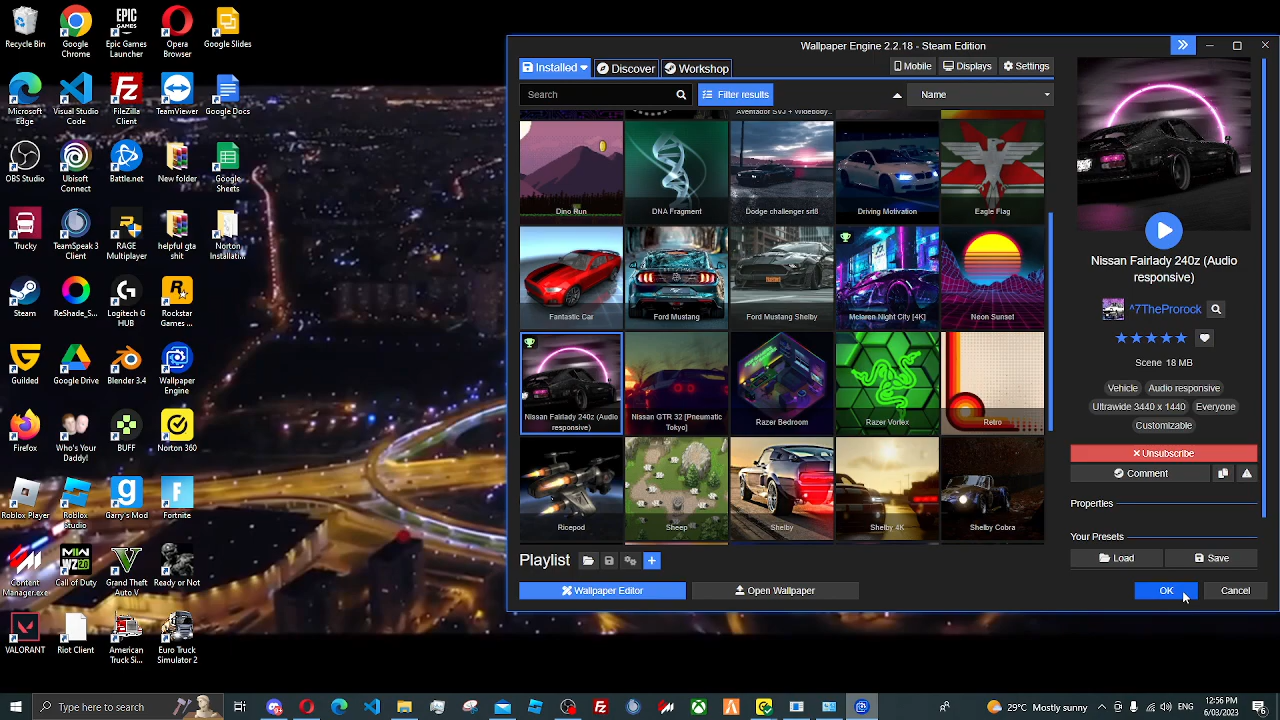 Recycle Bin
Google Chrome
Epic Games Launcher
Opera Browser
Google Slides
Microsoft Edge
Visual Studio Code
FileZilla Client
TeamViewer
Google Docs
OBS Studio
Ubisoft Connect
Battle.net
New folder
Google Sheets
Trucky
TeamSpeak 3 Client
RAGE Multiplayer
helpful gta ...
Norton Installati...
Steam
ReShade_S...
Logitech G HUB
Rockstar Games ...
Guilded
Google Drive
Blender 3.4
Wallpaper Engine
Firefox
Who's Your Daddy!
BUFF
Norton 360
Roblox Player
Roblox Studio
Garry's Mod
Fortnite
Content Manager.exe
Call of Duty
Grand Theft Auto V
Ready or Not
VALORANT
Riot Client
American Truck Si...
Euro Truck Simulator 2
Wallpaper Engine 2.2.18 - Steam Edition
Installed
Discover
Workshop
Mobile
Displays
Settings
Search
Filter results
Name
Aventador SVJ + Widebody...
Dino Run
DNA Fragment
Dodge challenger srt8
Driving Motivation
Eagle Flag
Fantastic Car
Ford Mustang
Ford Mustang Shelby
Mclaren Night City [4K]
Neon Sunset
Nissan Fairlady 240z (Audio responsive)
Nissan GTR 32 [Pneumatic Tokyo]
Razer Bedroom
Razer Vortex
Retro
Ricepod
Sheep
Shelby
Shelby 4K
Shelby Cobra
Playlist
Wallpaper Editor
Open Wallpaper
Nissan Fairlady 240z (Audio
responsive)
^7TheProrock
Scene 18 MB
Vehicle
Audio responsive
Ultrawide 3440 x 1440
Everyone
Customizable
Unsubscribe
Comment
Properties
Your Presets
Load
Save
OK
Cancel
Type here to search
29°C Mostly sunny
ENG
12:56 PM
6/03/2023